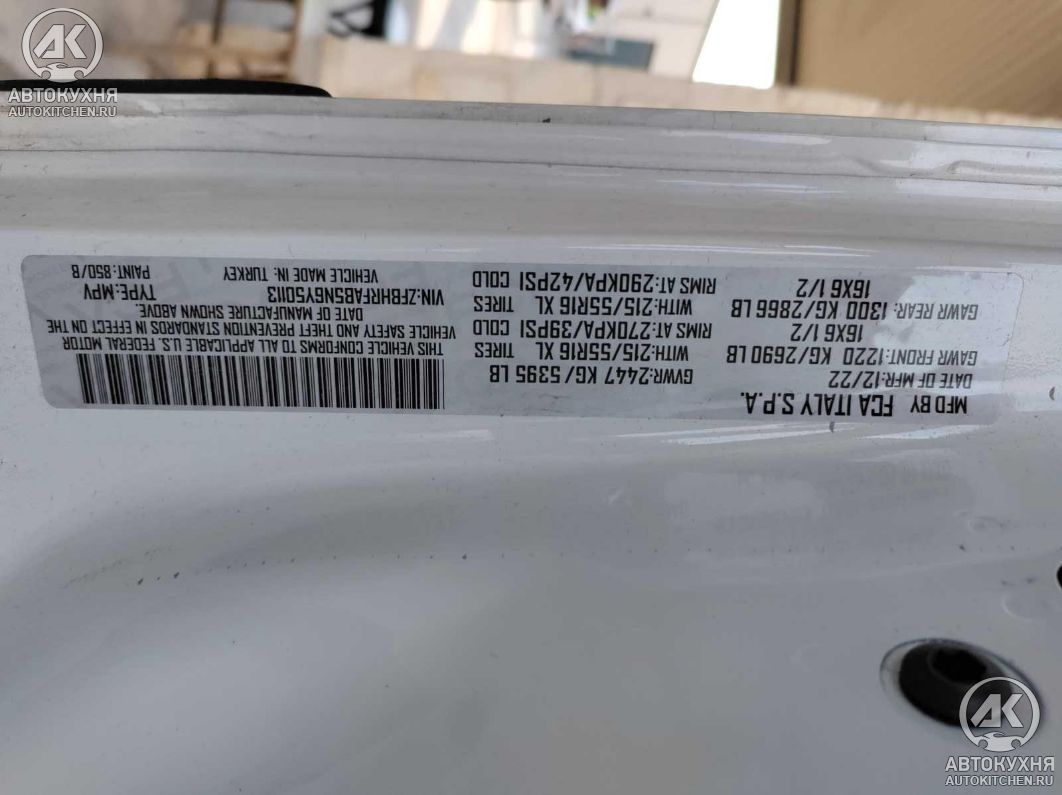 АК
АВТОКУХНЯ
AUTOKITCHEN.RU
MFD BY FCA ITALY S.P.A.
DATE OF MFR:12/22 GVWR:2447 KG/5395 LB
GAWR FRONT:1220 KG/2690 LB WITH:215/55R16 XL TIRES
16X6 1/2 RIMS AT:270KPA/39PSI COLD
GAWR REAR: 1300 KG/2866 LB WITH:215/55R16 XL TIRES
16X6 1/2 RIMS AT:290KPA/42PSI COLD
THIS VEHICLE CONFORMS TO ALL APPLICABLE U.S. FEDERAL MOTOR
VEHICLE SAFETY AND THEFT PREVENTION STANDARDS IN EFFECT ON THE
DATE OF MANUFACTURE SHOWN ABOVE.
VIN:ZFBHRFAB5N6Y50113 TYPE:MPV
VEHICLE MADE IN: TURKEY PAINT:850/B
АК
АВТОКУХНЯ
AUTOKITCHEN.RU